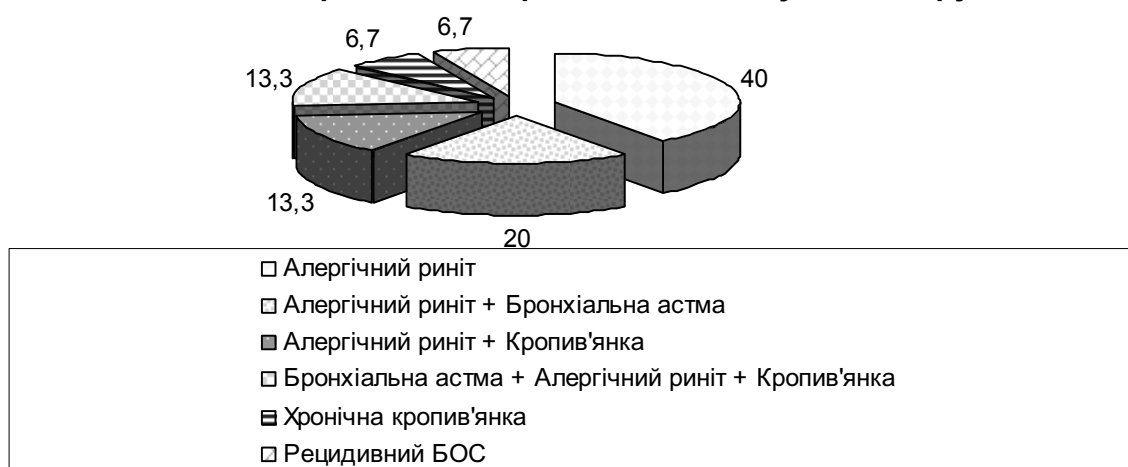 6,7
6,7
13,3
40
13,3
20
Алергічний риніт
Алергічний риніт + Бронхіальна астма
Алергічний риніт + Кропив'янка
Бронхіальна астма + Алергічний риніт + Кропив'янка
Хронічна кропив'янка
Рецидивний БОС